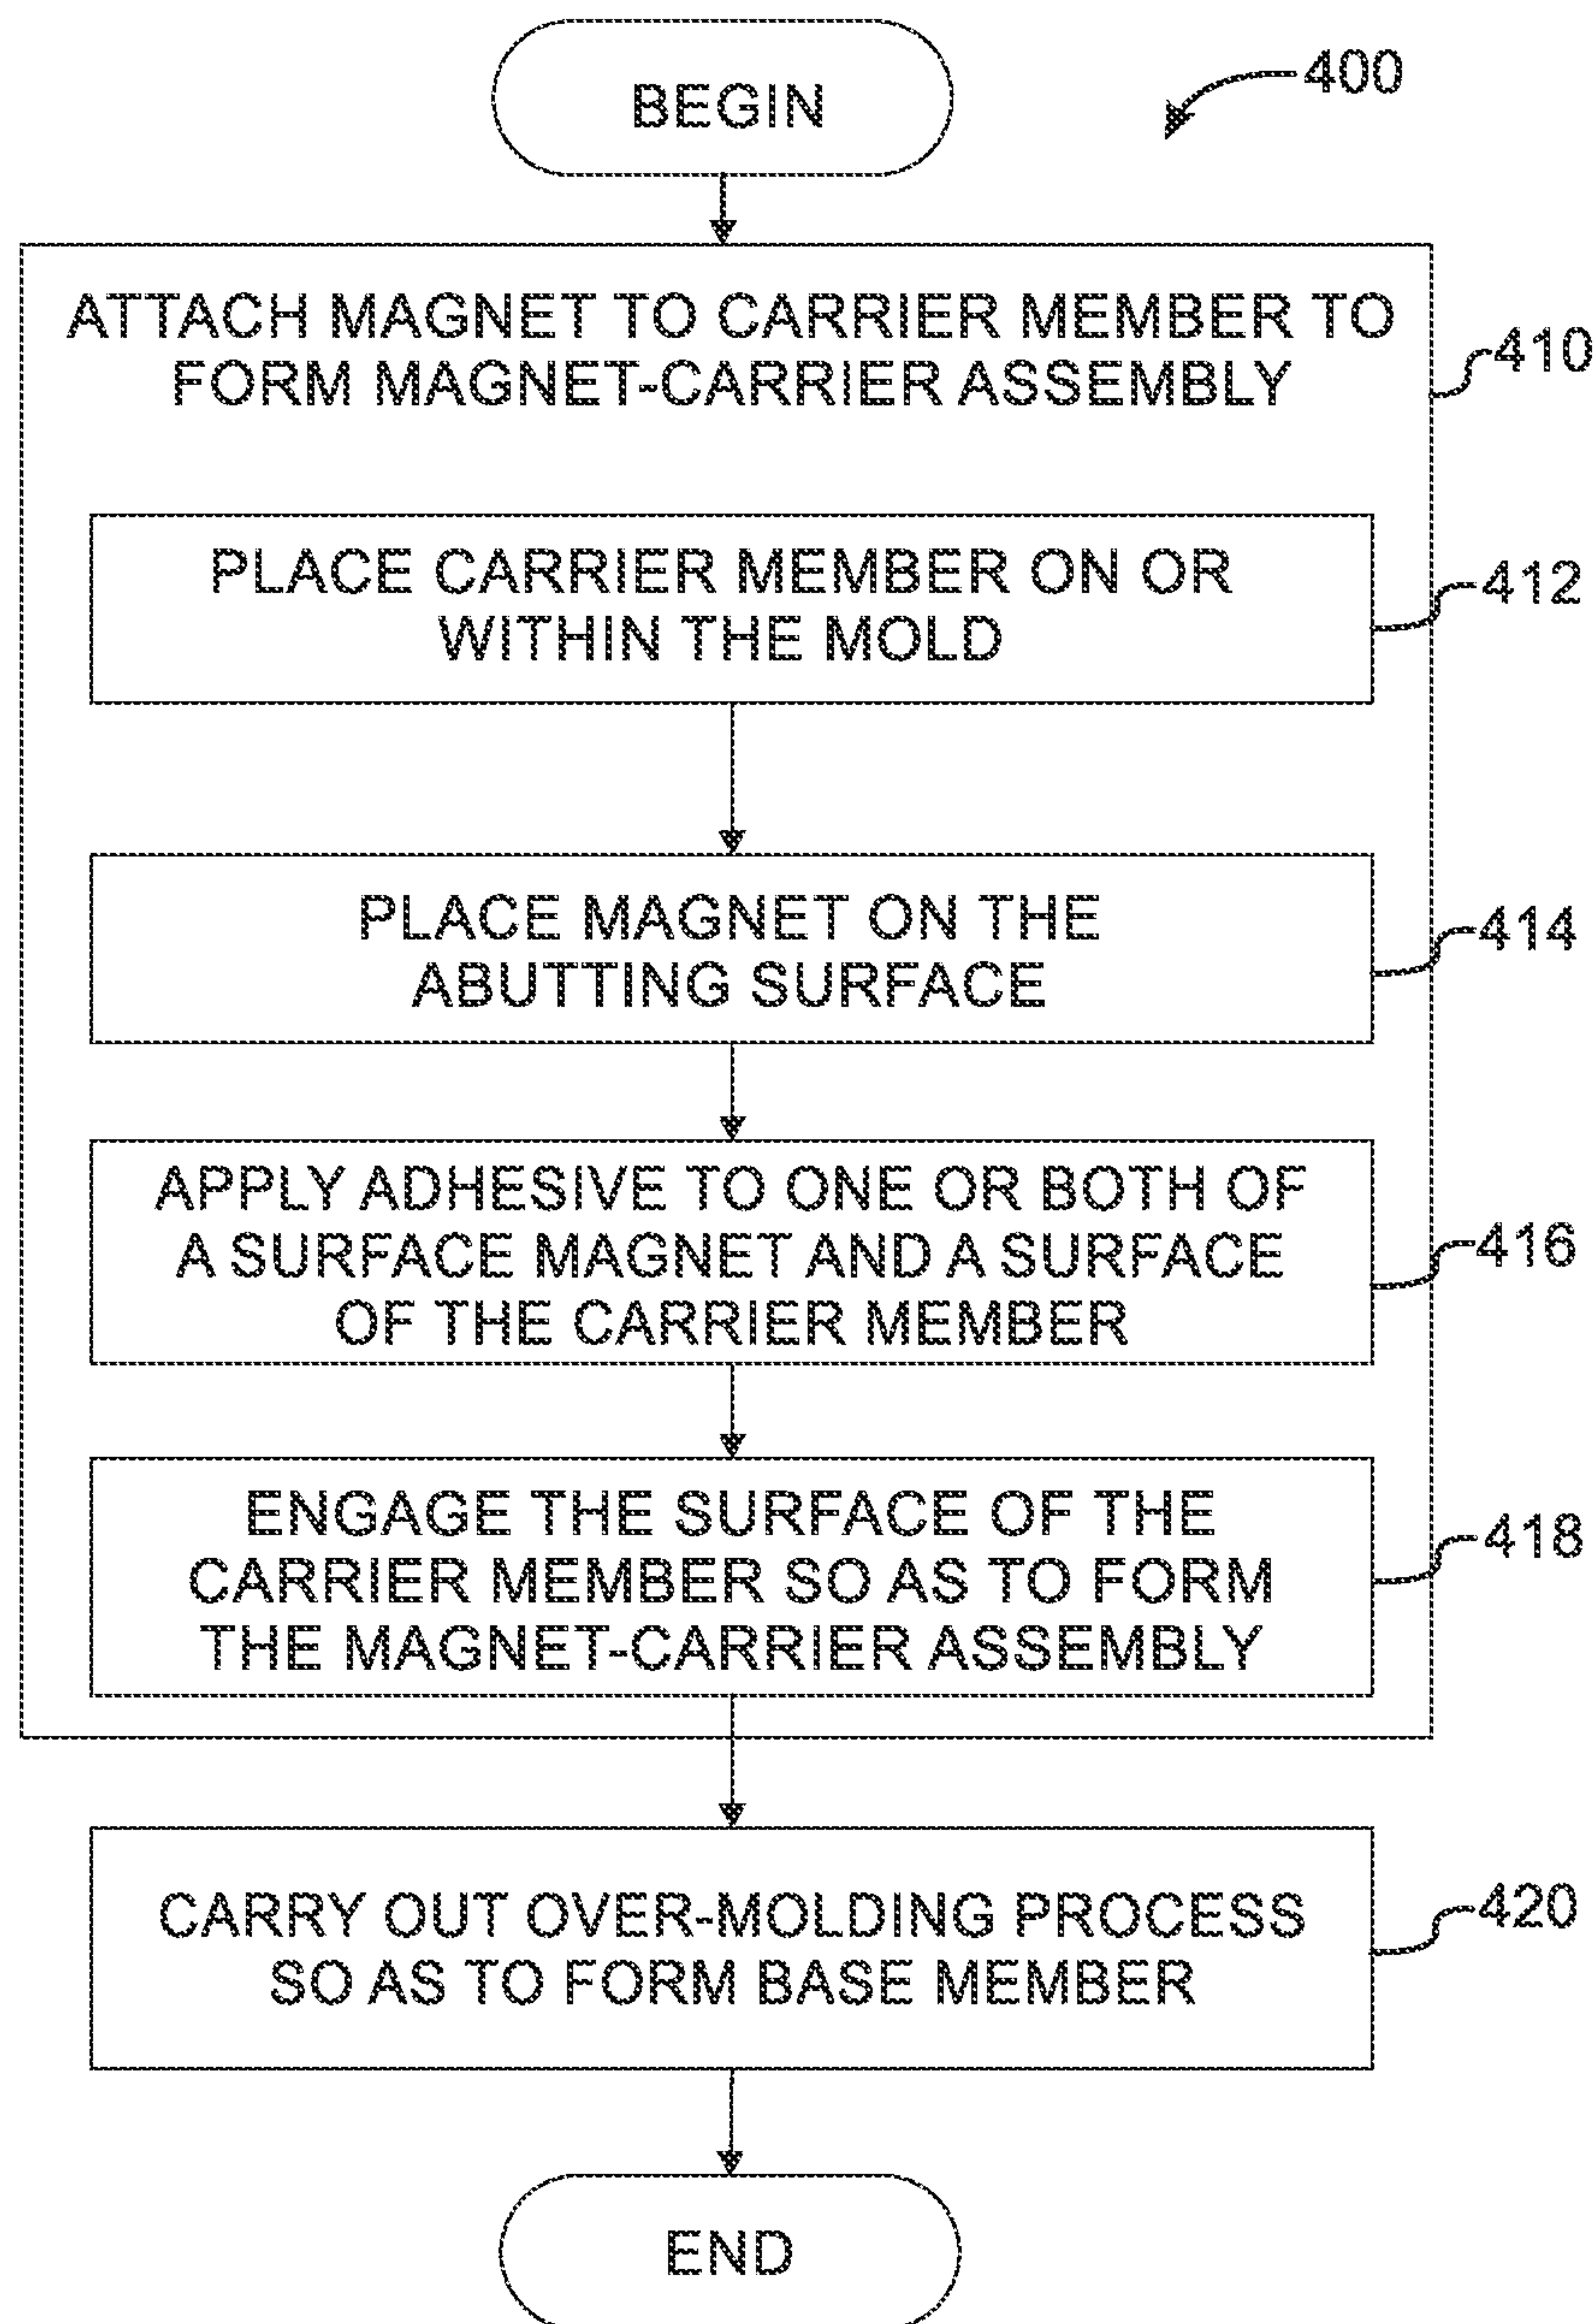 BEGIN
400
ATTACH MAGNET TO CARRIER MEMBER TO
FORM MAGNET-CARRIER ASSEMBLY
410
PLACE CARRIER MEMBER ON OR
WITHIN THE MOLD
412
PLACE MAGNET ON THE
ABUTTING SURFACE
414
APPLY ADHESIVE TO ONE OR BOTH OF
A SURFACE MAGNET AND A SURFACE
OF THE CARRIER MEMBER
416
ENGAGE THE SURFACE OF THE
CARRIER MEMBER SO AS TO FORM
THE MAGNET-CARRIER ASSEMBLY
418
CARRY OUT OVER-MOLDING PROCESS
SO AS TO FORM BASE MEMBER
420
END